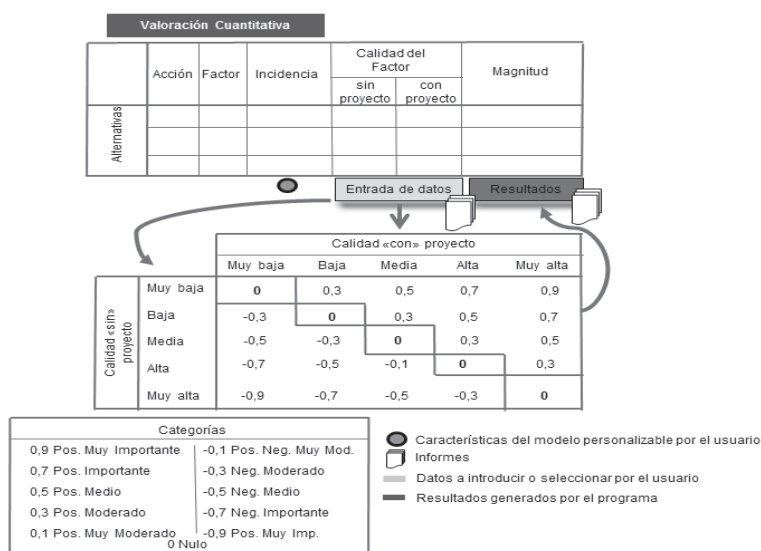 Valoración Cuantitativa
Acción Factor Incidencia Calidad del Factor Magnitud
sin proyecto con proyecto
Alternativas
Entrada de datos Resultados
Calidad «con» proyecto
Muy baja Baja Media Alta Muy alta
Calidad «sin» proyecto
Muy baja 0 0,3 0,5 0,7 0,9
Baja -0,3 0 0,3 0,5 0,7
Media -0,5 -0,3 0 0,3 0,5
Alta -0,7 -0,5 -0,1 0 0,3
Muy alta -0,9 -0,7 -0,5 -0,3 0
Categorías
0,9 Pos. Muy Importante -0,1 Pos. Neg. Muy Mod.
0,7 Pos. Importante -0,3 Neg. Moderado
0,5 Pos. Medio -0,5 Neg. Medio
0,3 Pos. Moderado -0,7 Neg. Importante
0,1 Pos. Muy Moderado -0,9 Pos. Muy Imp.
0 Nulo
Características del modelo personalizable por el usuario
Informes
Datos a introducir o seleccionar por el usuario
Resultados generados por el programa